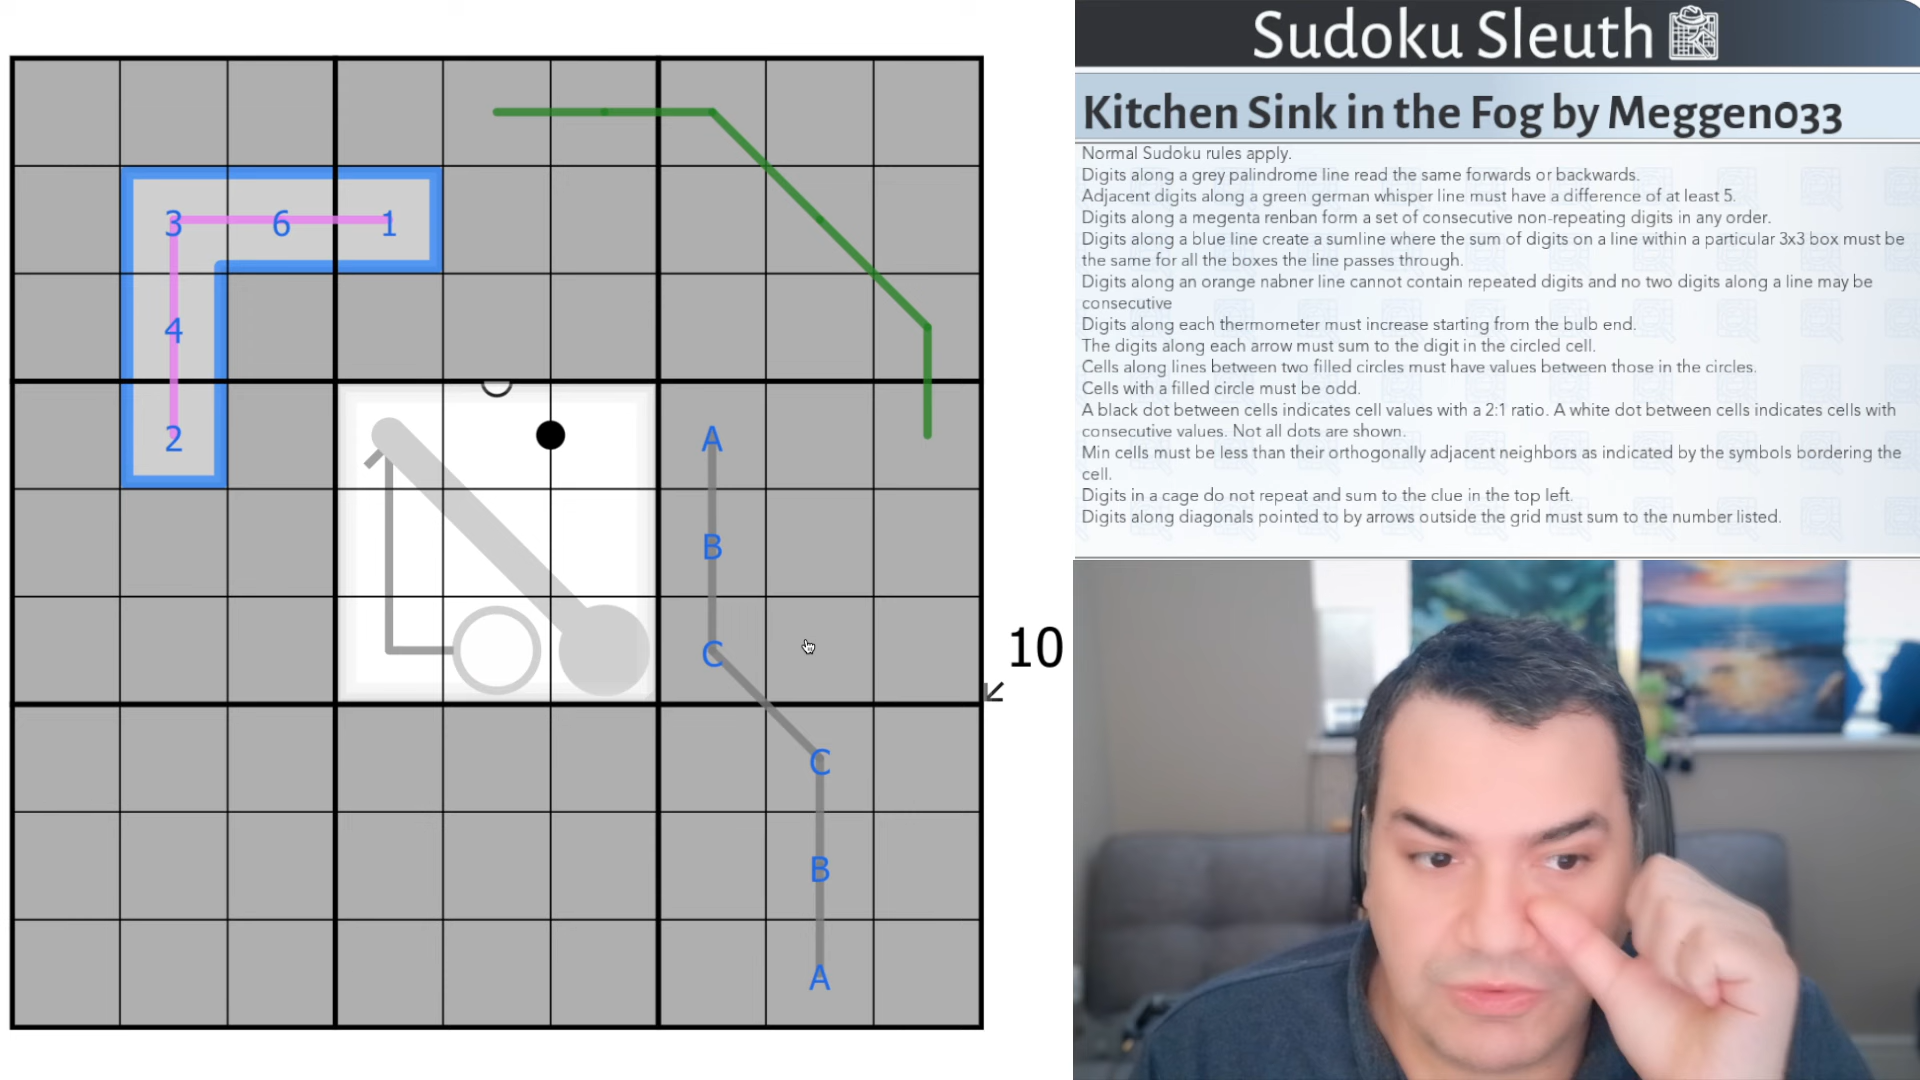 Sudoku Sleuth
Kitchen Sink in the Fog by Meggen033
Normal Sudoku rules apply.
Digits along a grey palindrome line read the same forwards or backwards.
Adjacent digits along a green german whisper line must have a difference of at least 5.
Digits along a megenta renban form a set of consecutive non-repeating digits in any order.
Digits along a blue line create a sumline where the sum of digits on a line within a particular 3x3 box must be
the same for all the boxes the line passes through.
Digits along an orange nabner line cannot contain repeated digits and no two digits along a line may be
consecutive
Digits along each thermometer must increase starting from the bulb end.
The digits along each arrow must sum to the digit in the circled cell.
Cells along lines between two filled circles must have values between those in the circles.
Cells with a filled circle must be odd.
A black dot between cells indicates cell values with a 2:1 ratio. A white dot between cells indicates cells with
consecutive values. Not all dots are shown.
Min cells must be less than their orthogonally adjacent neighbors as indicated by the symbols bordering the
cell.
Digits in a cage do not repeat and sum to the clue in the top left.
Digits along diagonals pointed to by arrows outside the grid must sum to the number listed.
3 6 1
4
2 A
B
C 10
C
B
A